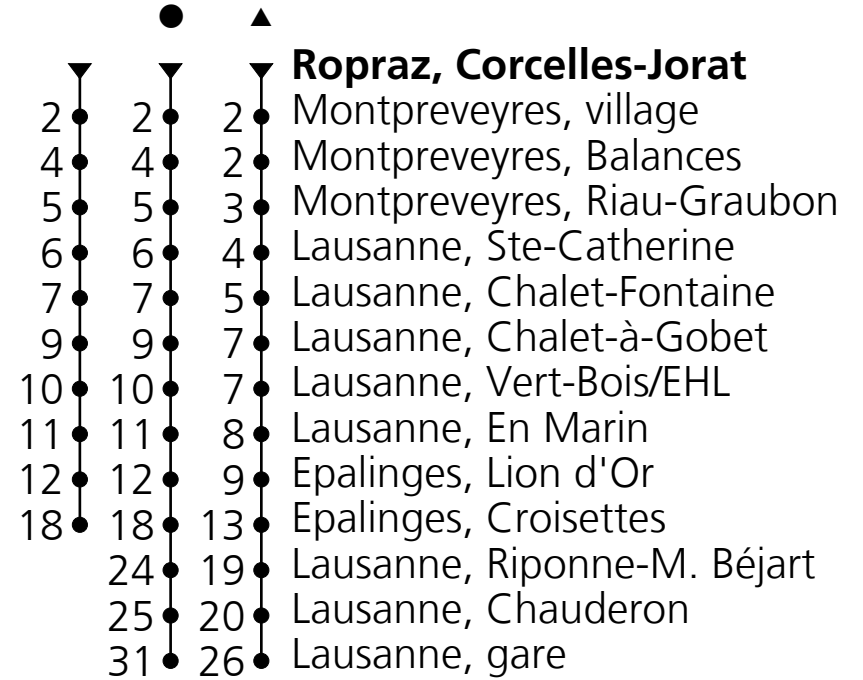 ● ▲
Ropraz, Corcelles-Jorat
2 2 2 Montpreveyres, village
4 4 2 Montpreveyres, Balances
5 5 3 Montpreveyres, Riau-Graubon
6 6 4 Lausanne, Ste-Catherine
7 7 5 Lausanne, Chalet-Fontaine
9 9 7 Lausanne, Chalet-à-Gobet
10 10 7 Lausanne, Vert-Bois/EHL
11 11 8 Lausanne, En Marin
12 12 9 Epalinges, Lion d'Or
18 18 13 Epalinges, Croisettes
24 19 Lausanne, Riponne-M. Béjart
25 20 Lausanne, Chauderon
31 26 Lausanne, gare